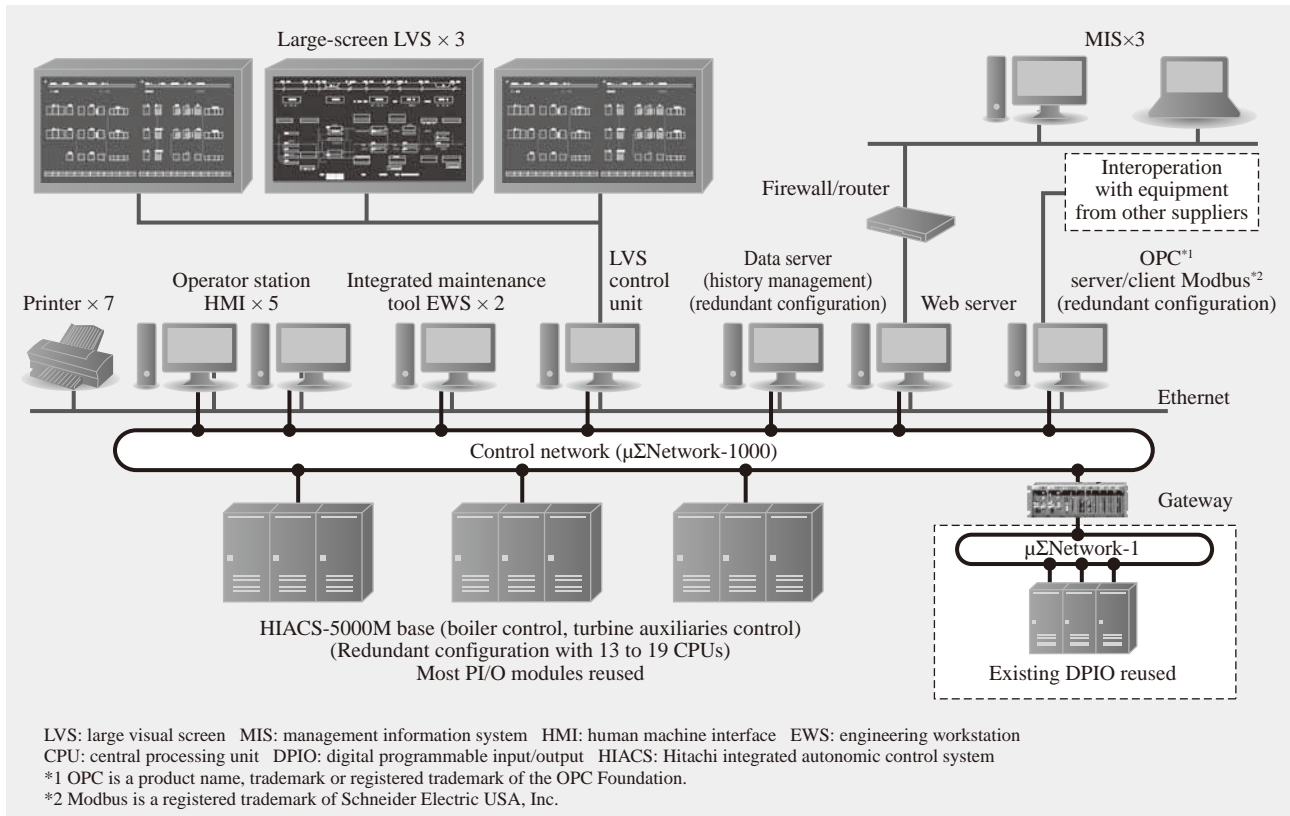 Large-screen LVS × 3
MIS×3
Firewall/router
Interoperation
with equipment
from other suppliers
Printer × 7
Operator station
HMI × 5
Integrated maintenance
tool EWS × 2
LVS
control
unit
Data server
(history management)
(redundant configuration)
Web server
OPC*1
server/client Modbus*2
(redundant configuration)
Ethernet
Control network (μΣNetwork-1000)
Gateway
μΣNetwork-1
HIACS-5000M base (boiler control, turbine auxiliaries control)
(Redundant configuration with 13 to 19 CPUs)
Most PI/O modules reused
Existing DPIO reused
LVS: large visual screen MIS: management information system HMI: human machine interface EWS: engineering workstation
CPU: central processing unit DPIO: digital programmable input/output HIACS: Hitachi integrated autonomic control system
*1 OPC is a product name, trademark or registered trademark of the OPC Foundation.
*2 Modbus is a registered trademark of Schneider Electric USA, Inc.